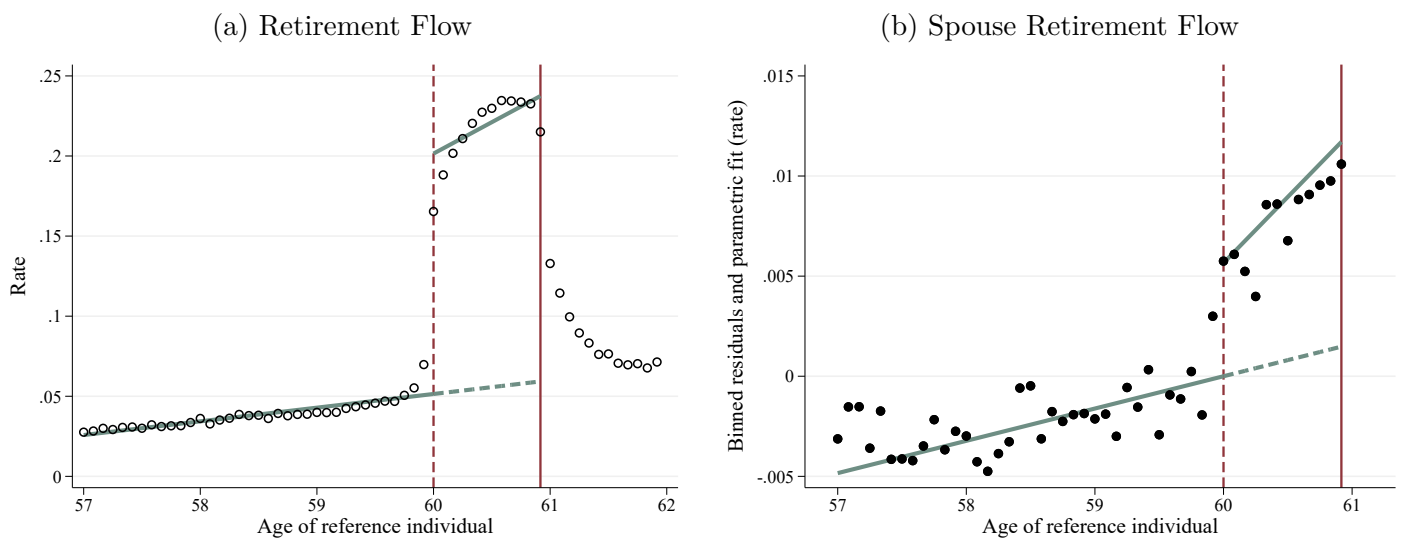 (a) Retirement Flow
Rate
.25
.2
.15
.1
.05
0
57 58 59 60 61 62
Age of reference individual
(b) Spouse Retirement Flow
Binned residuals and parametric fit (rate)
.015
.01
.005
0
-.005
57 58 59 60 61
Age of reference individual